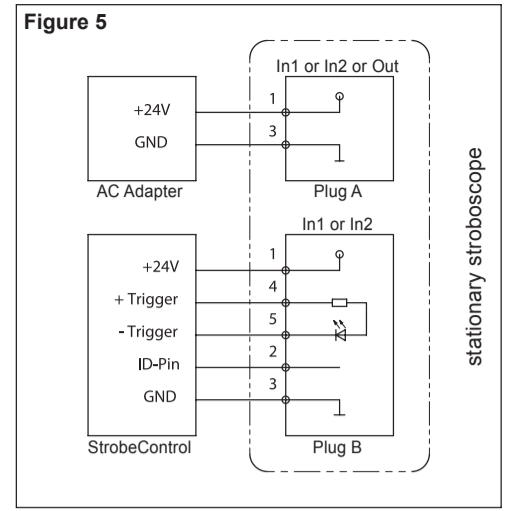 Figure 5
In1 or In2 or Out
+24V
1
GND
3
AC Adapter
Plug A
In1 or In2
+24V
1
+ Trigger
4
- Trigger
5
ID-Pin
2
GND
3
StrobeControl
Plug B
stationary stroboscope